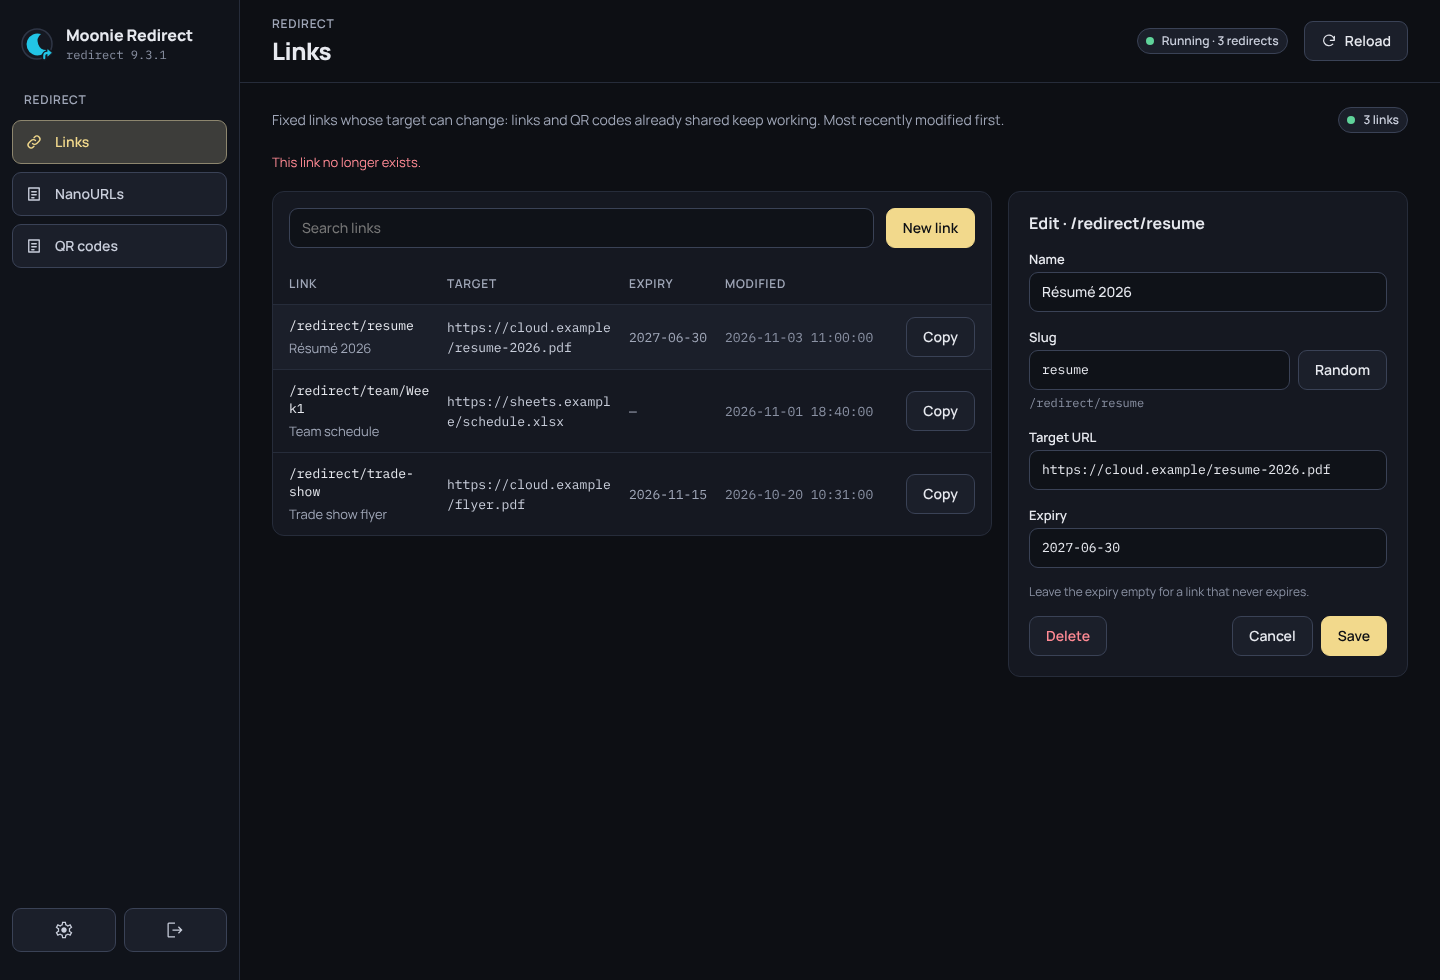 Moonie Redirect
redirect 9.3.1
REDIRECT
Links
NanoURLs
QR codes
REDIRECT
Links
Running · 3 redirects
Reload
Fixed links whose target can change: links and QR codes already shared keep working. Most recently modified first.
3 links
This link no longer exists.
Search links
New link
LINK TARGET EXPIRY MODIFIED
/redirect/resume
Résumé 2026
https://cloud.example
/resume-2026.pdf
2027-06-30
2026-11-03 11:00:00
Copy
/redirect/team/Wee
k1
Team schedule
https://sheets.exampl
e/schedule.xlsx
—
2026-11-01 18:40:00
Copy
/redirect/trade-
show
Trade show flyer
https://cloud.example
/flyer.pdf
2026-11-15
2026-10-20 10:31:00
Copy
Edit · /redirect/resume
Name
Résumé 2026
Slug
resume
Random
/redirect/resume
Target URL
https://cloud.example/resume-2026.pdf
Expiry
2027-06-30
Leave the expiry empty for a link that never expires.
Delete
Cancel
Save